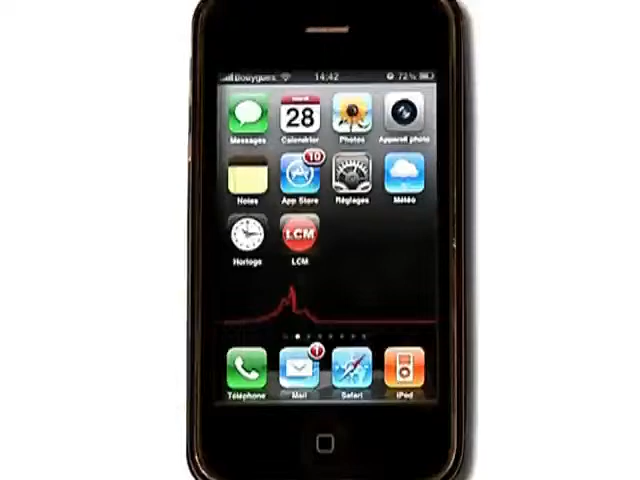 Bouygues 14:42 72%
28
Messages Calendrier Photos Appareil photo
10
Notes App Store Réglages Météo
LCM
Horloge LCM
1
Téléphone Mail Safari iPod